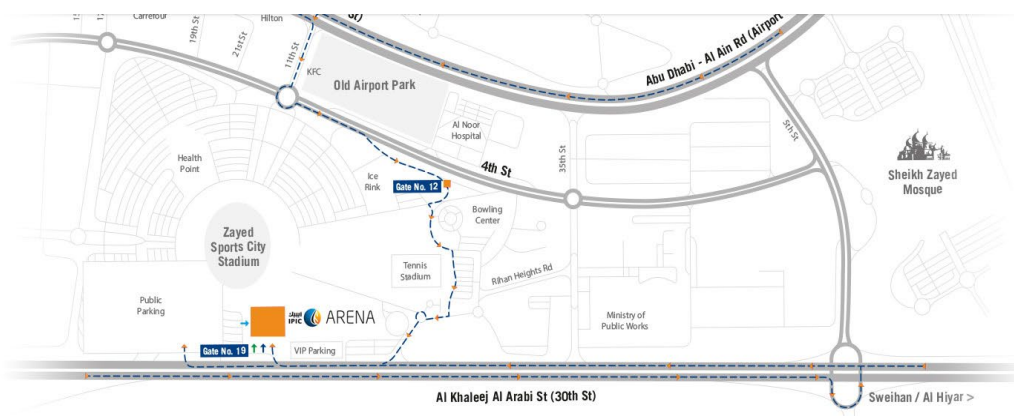 Carrefour
19th St
21st St
Hilton
11th St
KFC
Old Airport Park
Abu Dhabi - Al Ain Rd (Airport
Al Noor
Hospital
4th St
35th St
5th St
Sheikh Zayed
Mosque
Health
Point
Ice
Rink
Gate No. 12
Bowling
Center
Zayed
Sports City
Stadium
Tennis
Stadium
Rihan Heights Rd
Public
Parking
ايبيك
IPIC
ARENA
Ministry of
Public Works
Gate No. 19
VIP Parking
Al Khaleej Al Arabi St (30th St)
Sweihan / Al Hiyar >